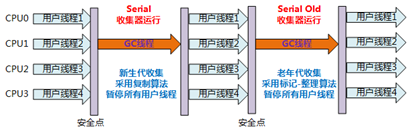 Serial
收集器运行
Serial Old
收集器运行
CPU0 用户线程1 用户线程1 用户线程1
CPU1 用户线程2 GC线程 用户线程2 GC线程 用户线程2
CPU2 用户线程3 用户线程3 用户线程3
CPU3 用户线程4 用户线程4 用户线程4
新生代收集
采用复制算法
暂停所有用户线程
老年代收集
采用标记-整理算法
暂停所有用户线程
安全点
安全点